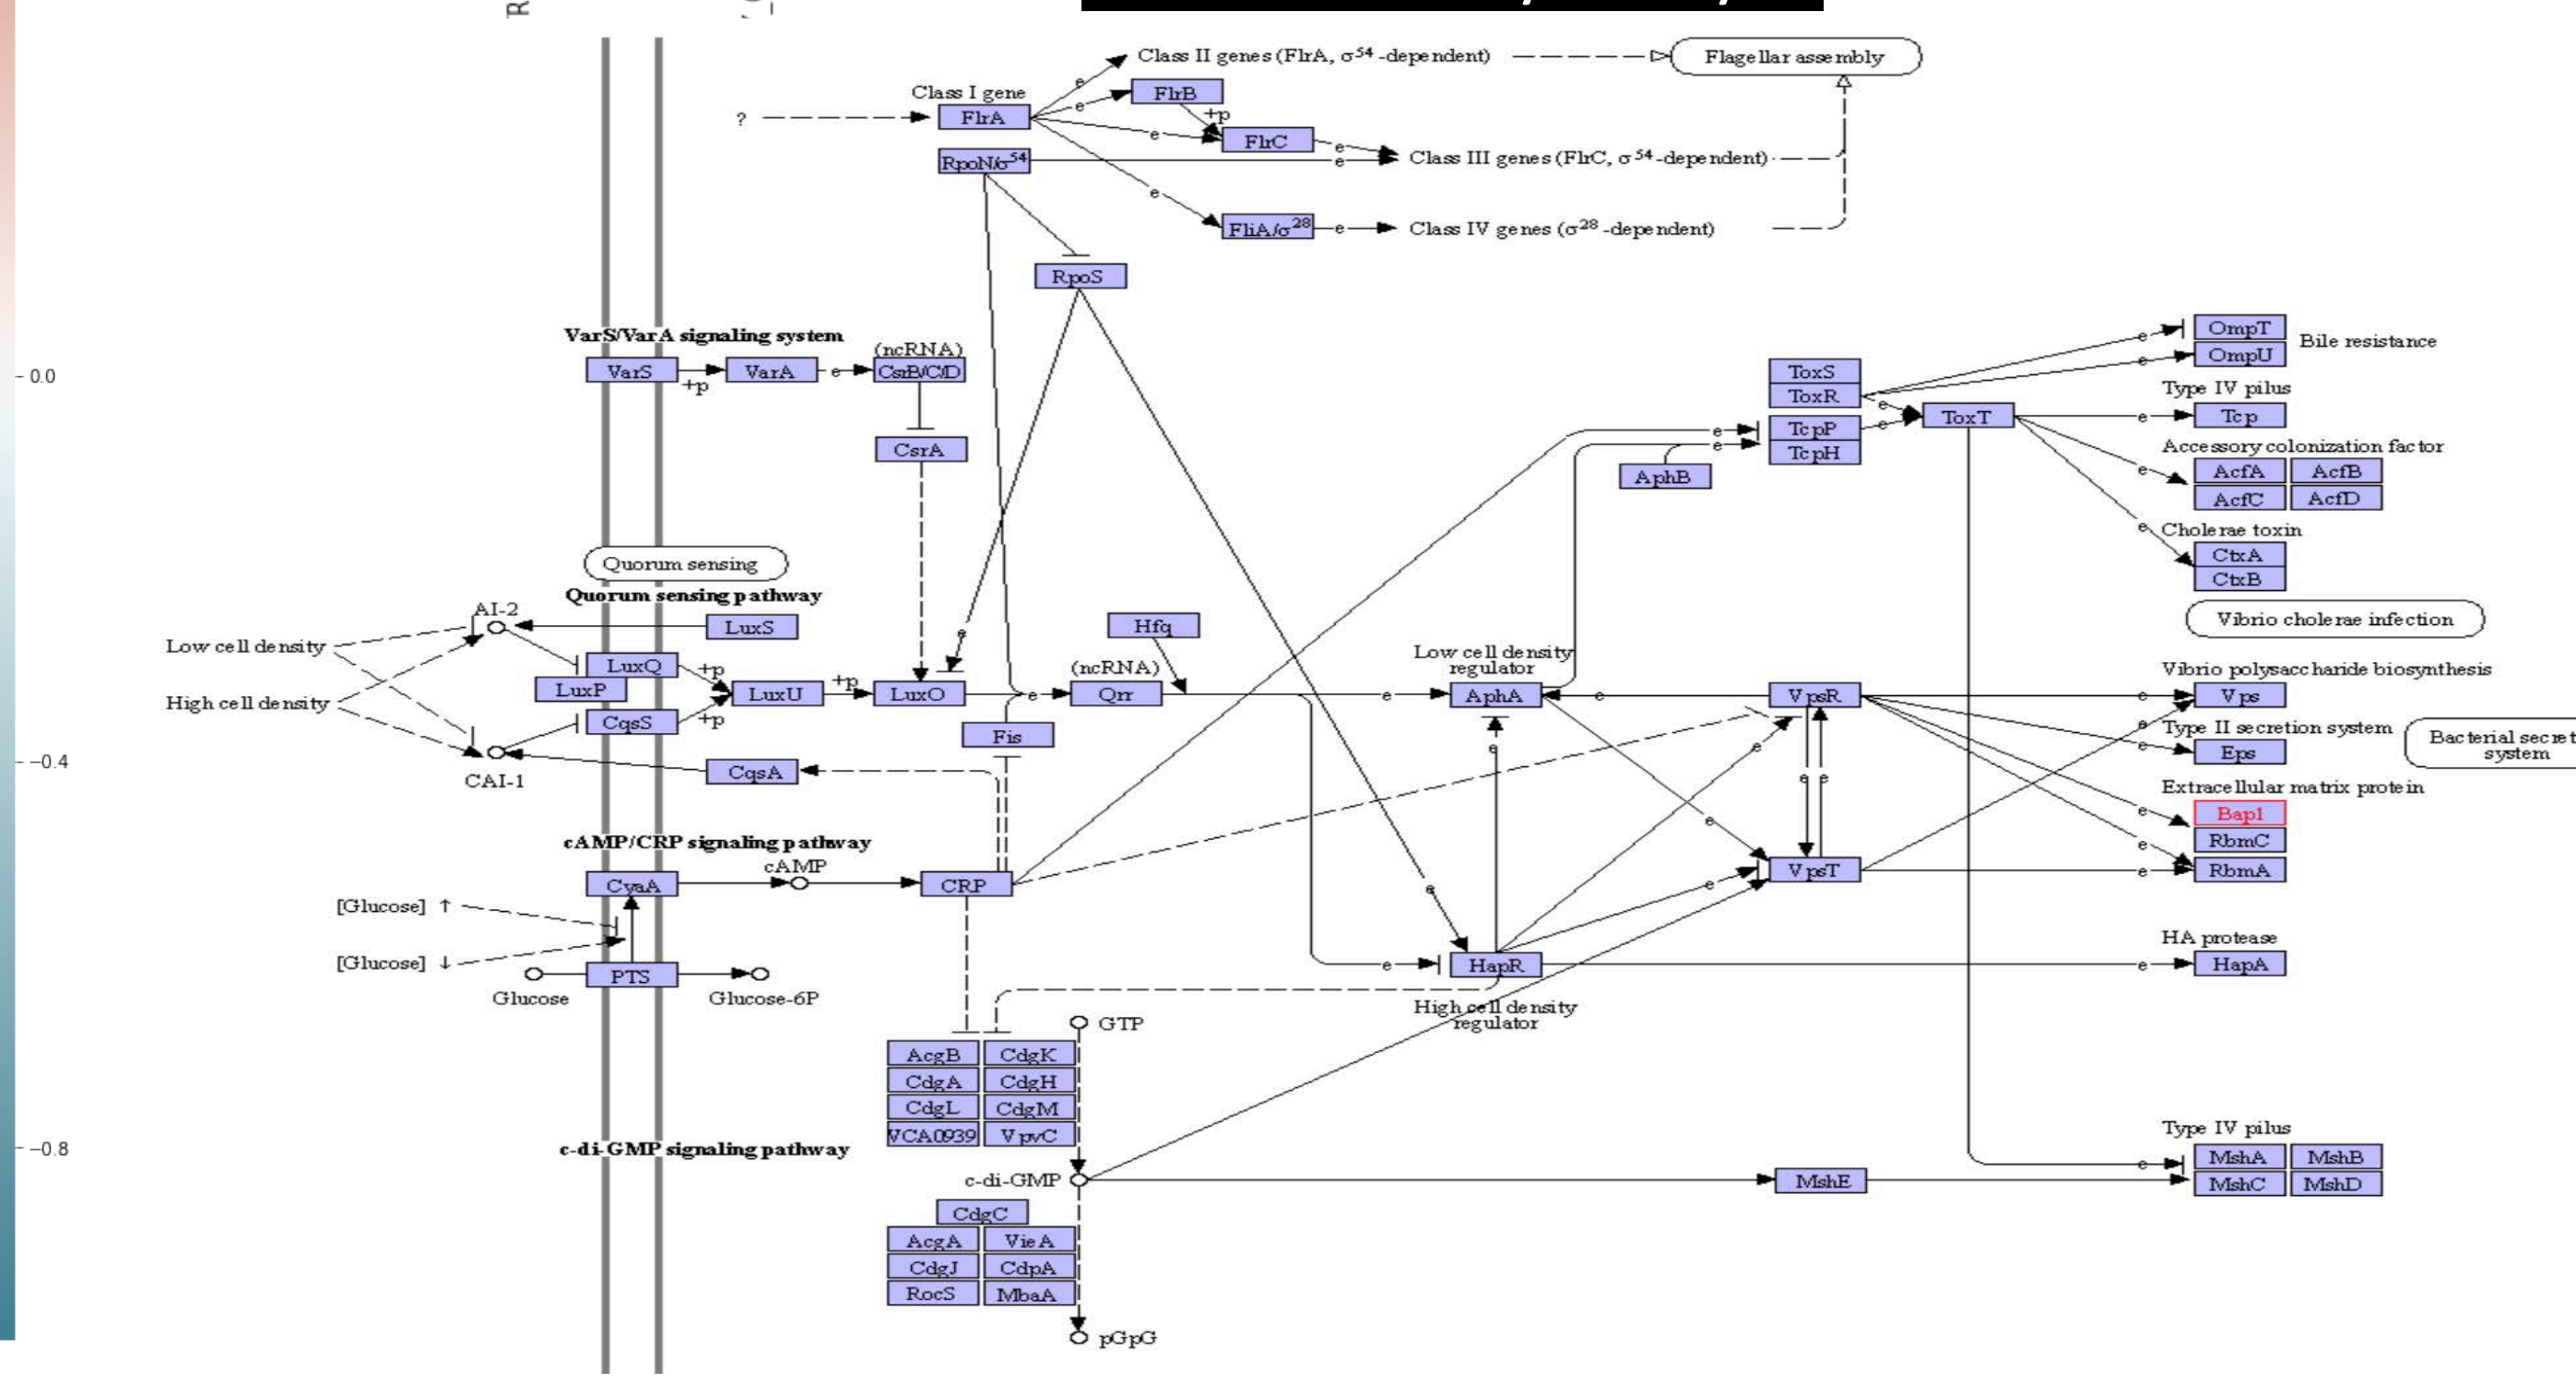 R
Class II genes (FlrA, σ54 -dependent)
Flagellar assembly
Class I gene
FlrB
e
e
?
FlrA
+p
e
FlrC
e
RpoN/σ54
e
Class III genes (FlrC, σ54-dependent)
e
FliA/σ28
e
Class IV genes (σ28 -dependent)
RpoS
VarS/VarA signaling system
(ncRNA)
VarS
+p
VarA
e
CsrB/C/D
CsrA
0.0
ToxS
ToxR
TcpP
TcpH
AphB
e
e
e
e
ToxT
e
e
OmpT
OmpU
Bile resistance
Type IV pilus
e
Tcp
Accessory colonization factor
e
AcfA
AcfB
AcfC
AcfD
e
Cholerae toxin
CtxA
CtxB
Vibrio cholerae infection
Quorum sensing
Quorum sensing pathway
AI-2
LuxS
Low cell density
High cell density
LuxQ
LuxP
CqsS
+p
+p
LuxU
+p
LuxO
e
e
(ncRNA)
Qrr
Hfq
Fis
CqsA
CAI-1
e
Low cell density
regulator
AphA
e
VpsR
e
Vibrio polysaccharide biosynthesis
Vps
e
Type II secretion system
e
Eps
Bacterial secret
system
Extracellular matrix protein
e
Bap1
RbmC
e
RbmA
e
e
e
e
e
e
e
VpsT
e
-0.4
cAMP/CRP signaling pathway
cAMP
CyaA
CRP
[Glucose] ↑
[Glucose] ↓
PTS
Glucose
Glucose-6P
e
HapR
High cell density
regulator
e
HA protease
HapA
e
GTP
AcgB
CdgK
CdgA
CdgH
CdgL
CdgM
VCA0939
VpvC
-0.8
c-di-GMP signaling pathway
c-di-GMP
MshE
Type IV pilus
e
MshA
MshB
MshC
MshD
CdgC
AcgA
VieA
CdgJ
CdpA
RocS
MbaA
pGpG